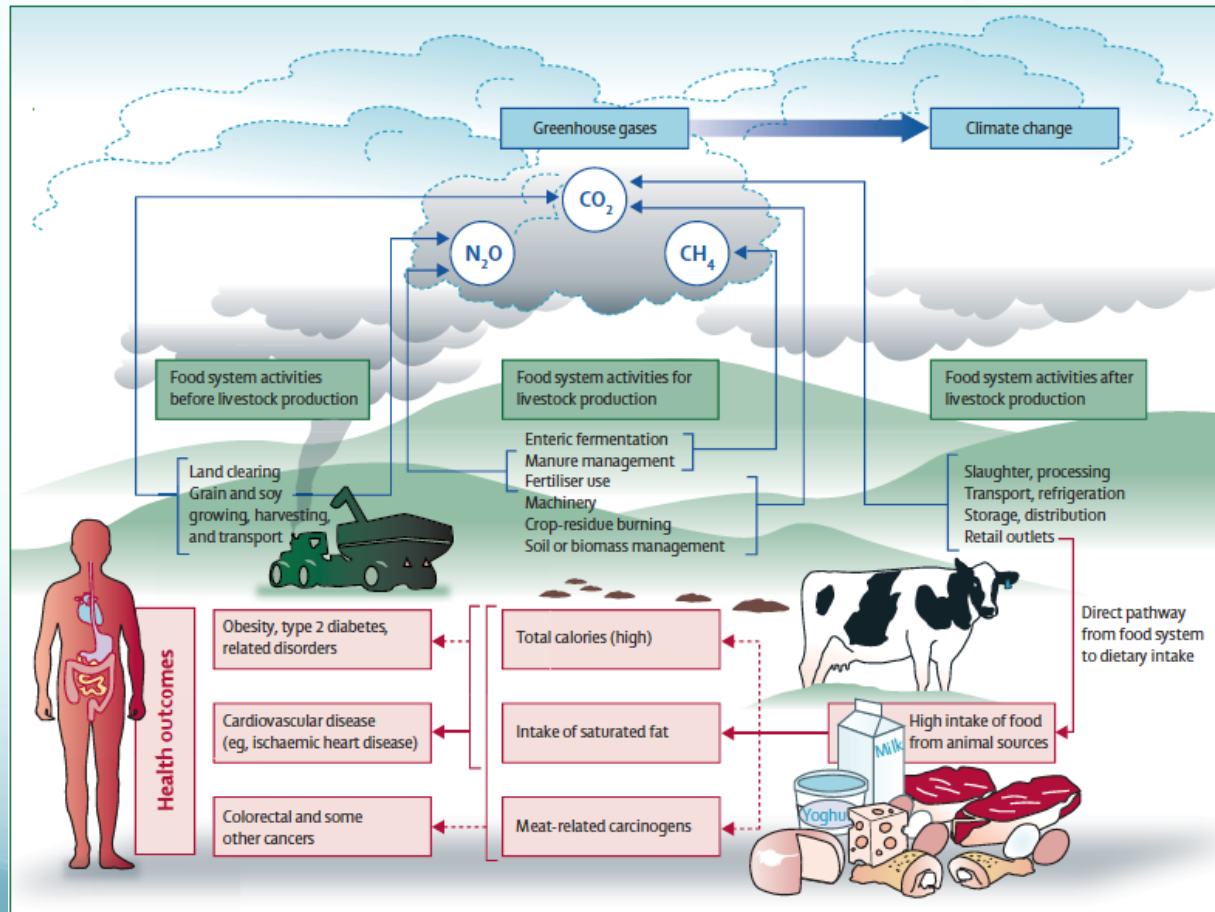 Greenhouse gases
Climate change
CO₂
N₂O
CH₄
Food system activities
before livestock production
Food system activities for
livestock production
Food system activities after
livestock production
Land clearing
Grain and soy
growing, harvesting,
and transport
Enteric fermentation
Manure management
Fertiliser use
Machinery
Crop-residue burning
Soil or biomass management
Slaughter, processing
Transport, refrigeration
Storage, distribution
Retail outlets
Direct pathway
from food system
to dietary intake
Health outcomes
Obesity, type 2 diabetes,
related disorders
Total calories (high)
Cardiovascular disease
(eg, ischaemic heart disease)
Intake of saturated fat
High intake of food
from animal sources
Colorectal and some
other cancers
Meat-related carcinogens
Milk
Yoghu